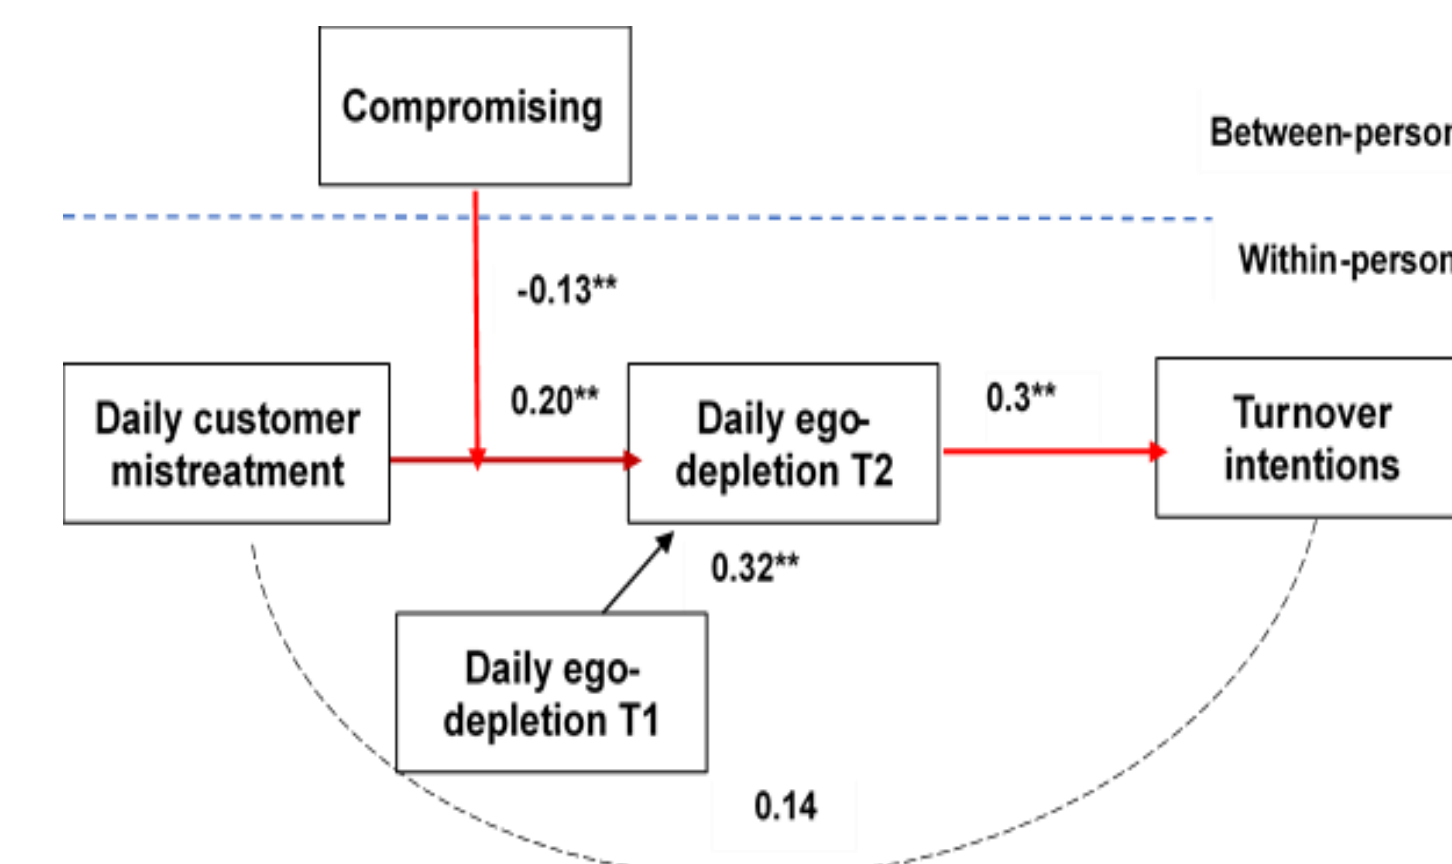 Compromising
Between-person
Within-person
-0.13**
0.20**
0.3**
Daily customer
mistreatment
Daily ego-
depletion T2
Turnover
intentions
0.32**
Daily ego-
depletion T1
0.14